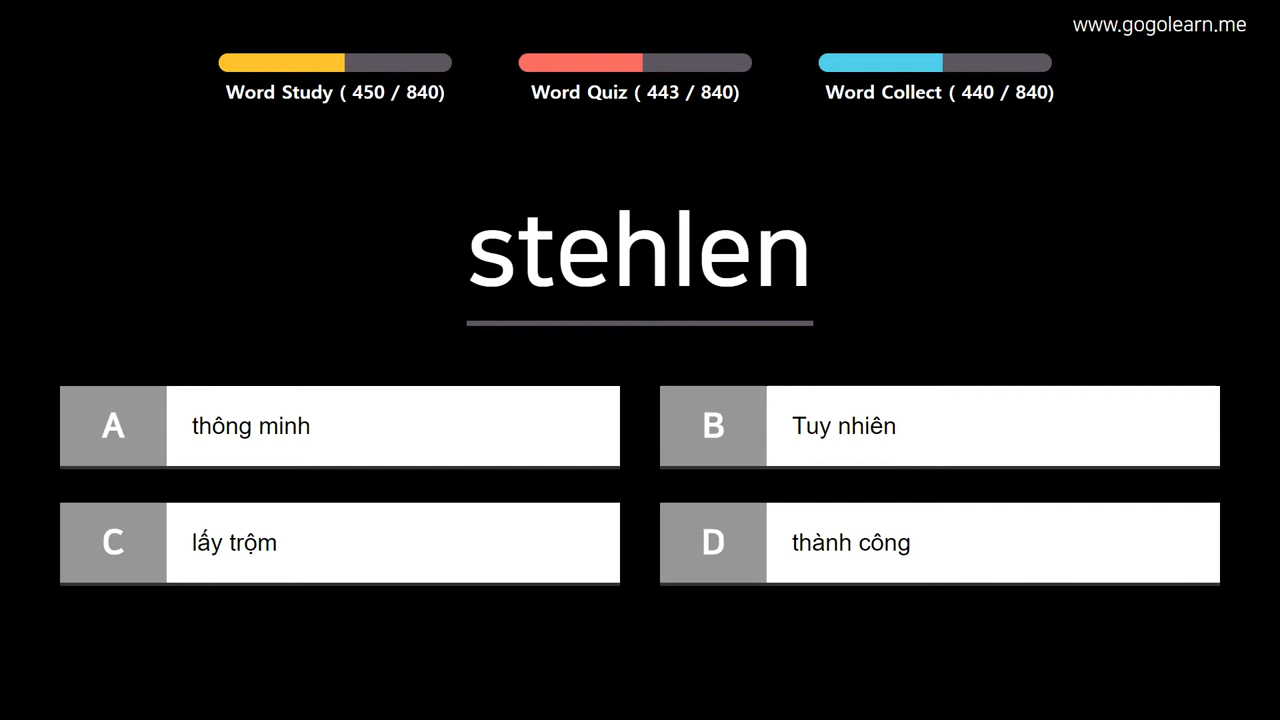 www.gogolearn.me
Word Study ( 450 / 840)
Word Quiz ( 443 / 840)
Word Collect ( 440 / 840)
stehlen
A thông minh
B Tuy nhiên
C lấy trộm
D thành công